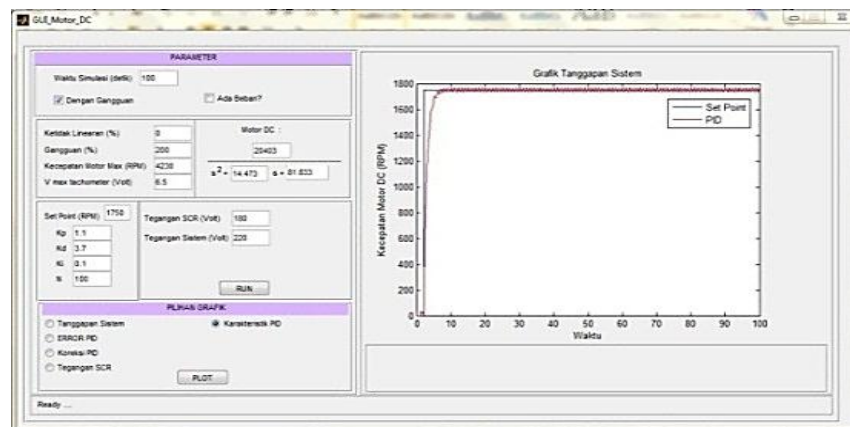 GUI_Motor_DC
PARAMETER
Waktu Simulasi (detik) 100
Dengan Gangguan
Ada Beban?
Ketidak Linearan (%) 0
Gangguan (%) 200
Kecepatan Motor Max (RPM) 4230
V max tachometer (Volt) 6.5
Motor DC :
20403
s^2 + 14.473 s + 81.633
Set Point (RPM) 1750
Kp 1.1
Kd 3.7
Ki 0.1
N 100
Tegangan SCR (Volt) 180
Tegangan Sistem (Volt) 220
RUN
PILIHAN GRAFIK
Tanggapan Sistem
Karakteristik PID
ERROR PID
Koreksi PID
Tegangan SCR
PLOT
Ready ...
Grafik Tanggapan Sistem
Set Point
PID
Kecepatan Motor DC (RPM)
1800
1600
1400
1200
1000
800
600
400
200
0
0 10 20 30 40 50 60 70 80 90 100
Waktu